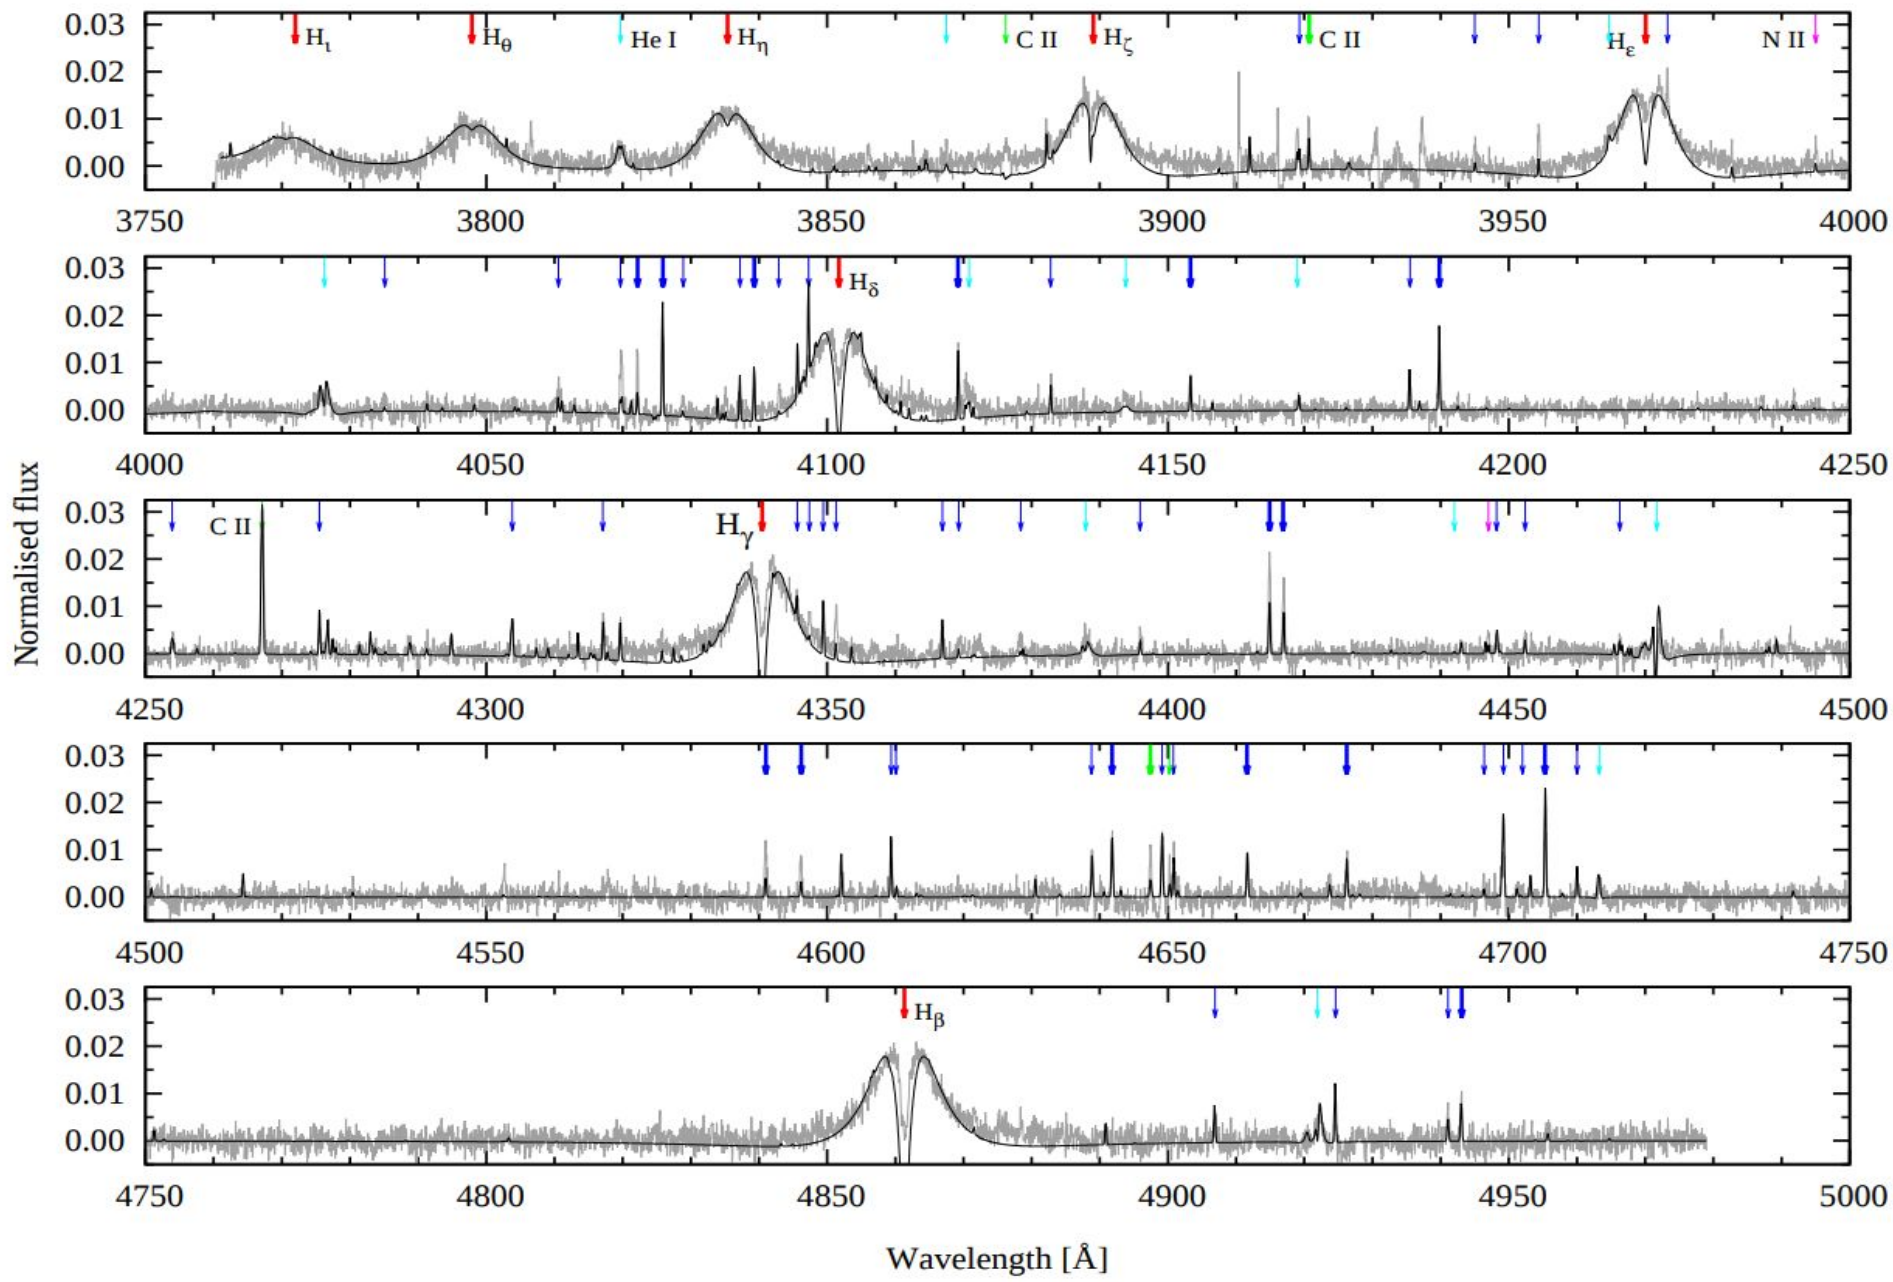 0.03
0.02
0.01
0.00
Hι Hθ He I Hη C II Hζ C II Hε N II
3750 3800 3850 3900 3950 4000
0.03
0.02
0.01
0.00
Hδ
4000 4050 4100 4150 4200 4250
Normalised flux
0.03
0.02
0.01
0.00
C II Hγ
4250 4300 4350 4400 4450 4500
0.03
0.02
0.01
0.00
4500 4550 4600 4650 4700 4750
0.03
0.02
0.01
0.00
Hβ
4750 4800 4850 4900 4950 5000
Wavelength [Å]